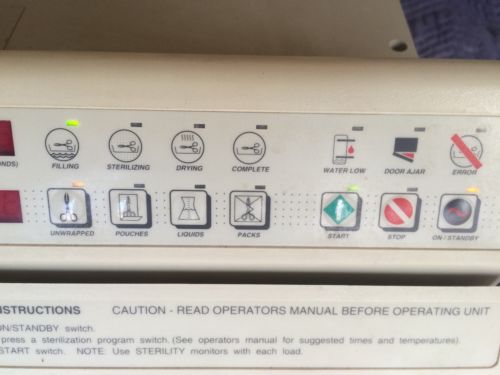 ONDS)
FILLING
STERILIZING
DRYING
COMPLETE
WATER LOW
DOOR AJAR
ERROR
UNWRAPPED
POUCHES
LIQUIDS
PACKS
START
STOP
ON / STANDBY
INSTRUCTIONS CAUTION - READ OPERATORS MANUAL BEFORE OPERATING UNIT
ON/STANDBY switch.
press a sterilization program switch. (See operators manual for suggested times and temperatures).
START switch. NOTE: Use STERILITY monitors with each load.